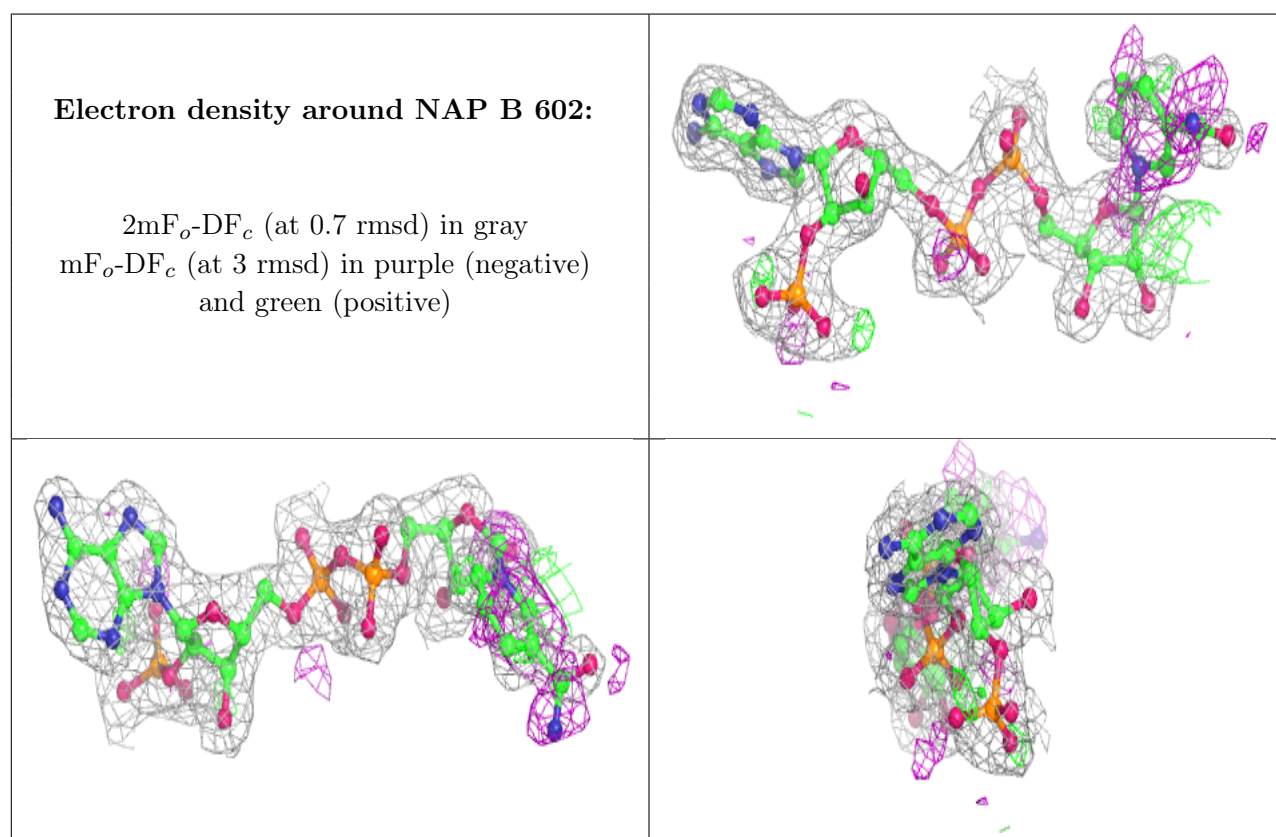 Electron density around NAP B 602:
2mFo-DFc (at 0.7 rmsd) in gray
mFo-DFc (at 3 rmsd) in purple (negative)
and green (positive)